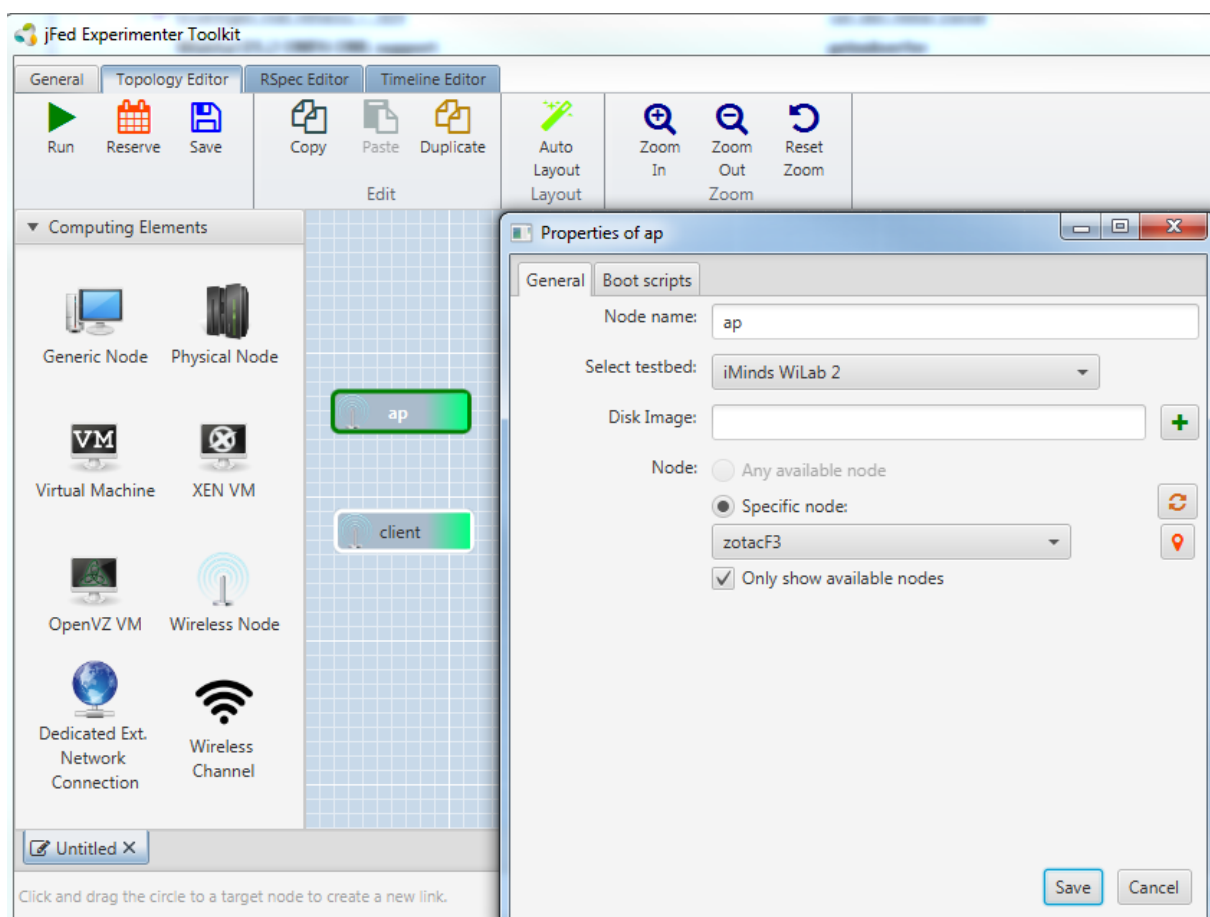 jFed Experimenter Toolkit
General Topology Editor RSpec Editor Timeline Editor
Run Reserve Save Copy Paste Duplicate Auto Layout Zoom In Zoom Out Reset Zoom
Edit Layout Zoom
Computing Elements
Generic Node Physical Node
VM
Virtual Machine XEN VM
OpenVZ VM Wireless Node
Dedicated Ext. Network Connection
Wireless Channel
ap
client
Properties of ap
General Boot scripts
Node name: ap
Select testbed: iMinds WiLab 2
Disk Image:
Node: Any available node
Specific node:
zotacF3
Only show available nodes
Save Cancel
Untitled
Click and drag the circle to a target node to create a new link.